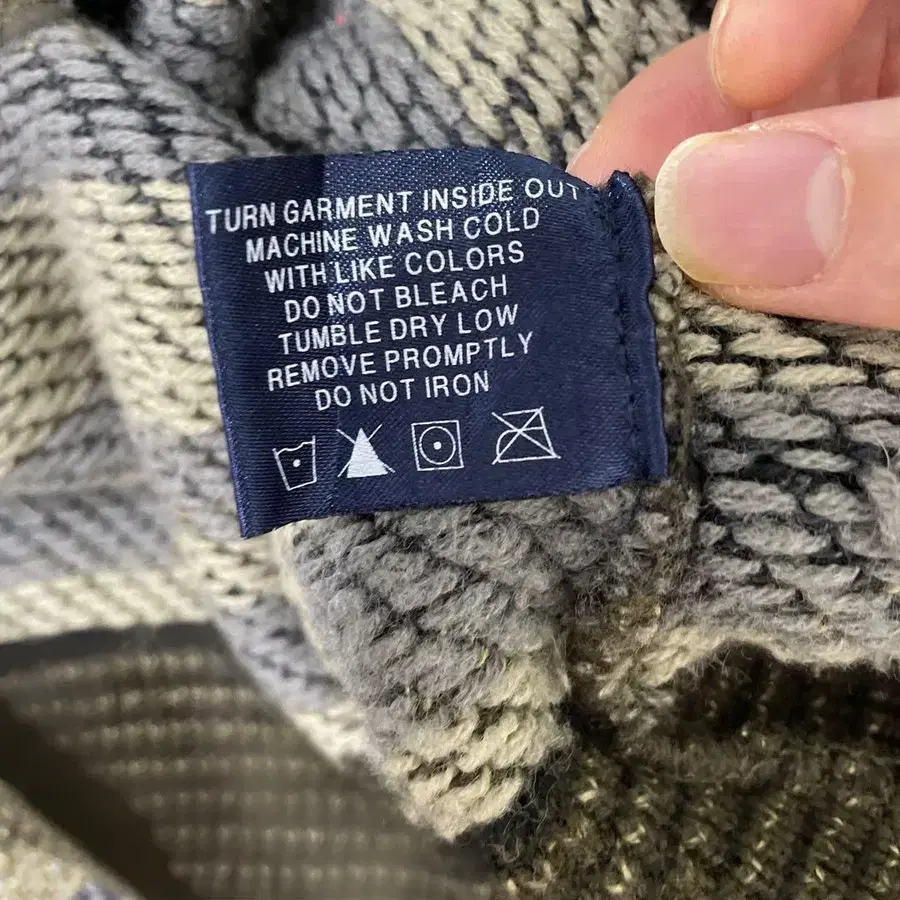 TURN GARMENT INSIDE OUT
MACHINE WASH COLD
WITH LIKE COLORS
DO NOT BLEACH
TUMBLE DRY LOW
REMOVE PROMPTLY
DO NOT IRON